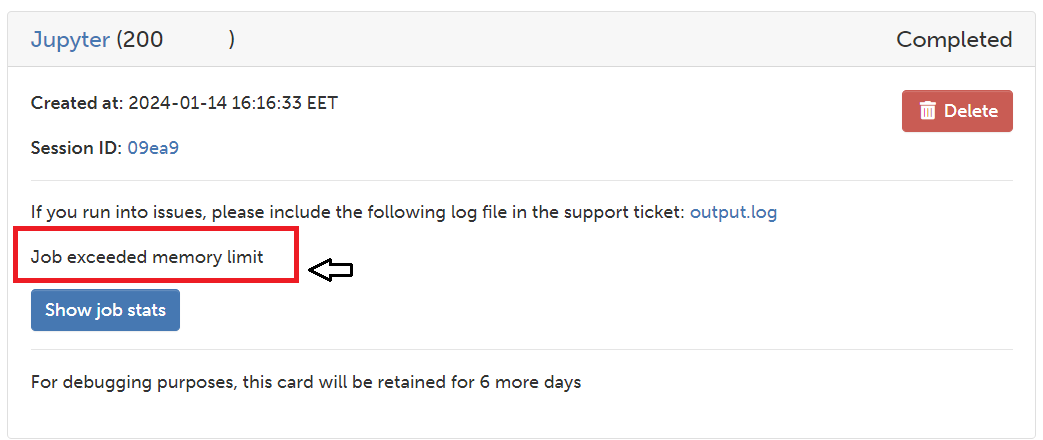 Jupyter (200 )
Completed
Created at: 2024-01-14 16:16:33 EET
Delete
Session ID: 09ea9
If you run into issues, please include the following log file in the support ticket: output.log
Job exceeded memory limit
Show job stats
For debugging purposes, this card will be retained for 6 more days